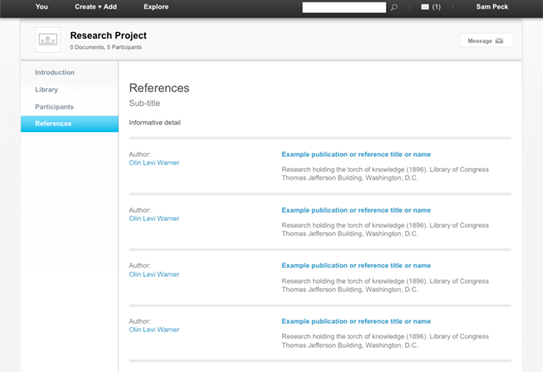 You Create + Add Explore (1) Sam Peck
Research Project
0 Documents, 5 Participants
Message
Introduction
Library
Participants
References
References
Sub-title
Informative detail
Author:
Olin Levi Warner
Example publication or reference title or name
Research holding the torch of knowledge (1896). Library of Congress
Thomas Jefferson Building, Washington, D.C.
Author:
Olin Levi Warner
Example publication or reference title or name
Research holding the torch of knowledge (1896). Library of Congress
Thomas Jefferson Building, Washington, D.C.
Author:
Olin Levi Warner
Example publication or reference title or name
Research holding the torch of knowledge (1896). Library of Congress
Thomas Jefferson Building, Washington, D.C.
Author:
Olin Levi Warner
Example publication or reference title or name
Research holding the torch of knowledge (1896). Library of Congress
Thomas Jefferson Building, Washington, D.C.